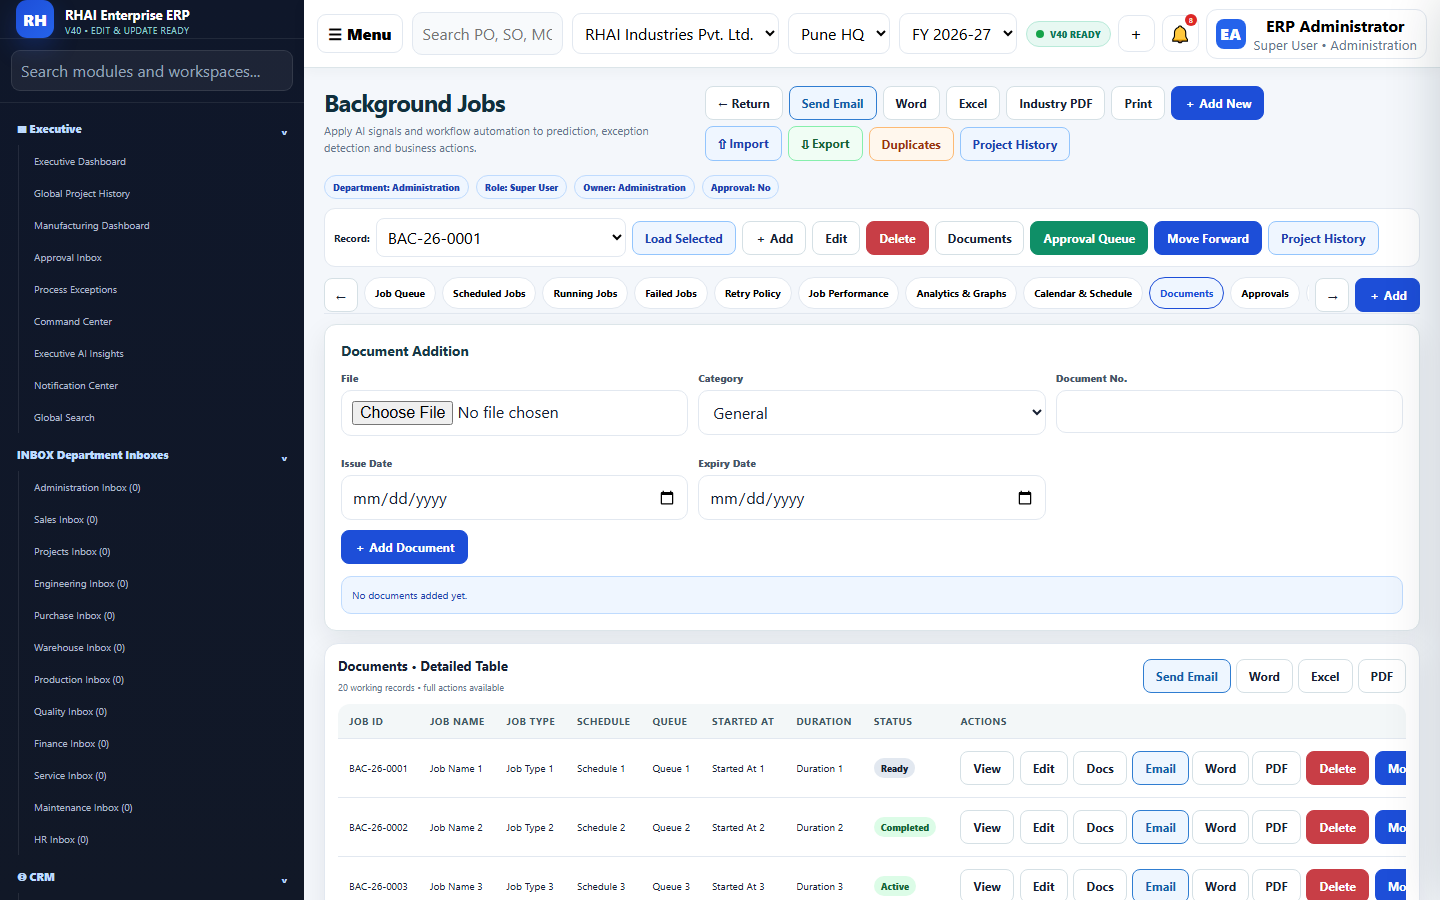 RH
RHAI Enterprise ERP
V40 • EDIT & UPDATE READY
Search modules and workspaces...
Executive
v
Executive Dashboard
Global Project History
Manufacturing Dashboard
Approval Inbox
Process Exceptions
Command Center
Executive AI Insights
Notification Center
Global Search
INBOX Department Inboxes
v
Administration Inbox (0)
Sales Inbox (0)
Projects Inbox (0)
Engineering Inbox (0)
Purchase Inbox (0)
Warehouse Inbox (0)
Production Inbox (0)
Quality Inbox (0)
Finance Inbox (0)
Service Inbox (0)
Maintenance Inbox (0)
HR Inbox (0)
CRM
v
☰ Menu
Search PO, SO, MC
RHAI Industries Pvt. Ltd.
Pune HQ
FY 2026-27
V40 READY
+
8
EA
ERP Administrator
Super User • Administration
Background Jobs
Apply AI signals and workflow automation to prediction, exception
detection and business actions.
← Return
Send Email
Word
Excel
Industry PDF
Print
+ Add New
⇧ Import
⇩ Export
Duplicates
Project History
Department: Administration
Role: Super User
Owner: Administration
Approval: No
Record:
BAC-26-0001
Load Selected
+ Add
Edit
Delete
Documents
Approval Queue
Move Forward
Project History
←
Job Queue
Scheduled Jobs
Running Jobs
Failed Jobs
Retry Policy
Job Performance
Analytics & Graphs
Calendar & Schedule
Documents
Approvals
→
+ Add
Document Addition
File
Category
Document No.
Choose File No file chosen
General
Issue Date
Expiry Date
mm/dd/yyyy
mm/dd/yyyy
+ Add Document
No documents added yet.
Documents • Detailed Table
20 working records • full actions available
Send Email
Word
Excel
PDF
JOB ID JOB NAME JOB TYPE SCHEDULE QUEUE STARTED AT DURATION STATUS ACTIONS
BAC-26-0001 Job Name 1 Job Type 1 Schedule 1 Queue 1 Started At 1 Duration 1 Ready View Edit Docs Email Word PDF Delete Mo
BAC-26-0002 Job Name 2 Job Type 2 Schedule 2 Queue 2 Started At 2 Duration 2 Completed View Edit Docs Email Word PDF Delete Mo
BAC-26-0003 Job Name 3 Job Type 3 Schedule 3 Queue 3 Started At 3 Duration 3 Active View Edit Docs Email Word PDF Delete Mo